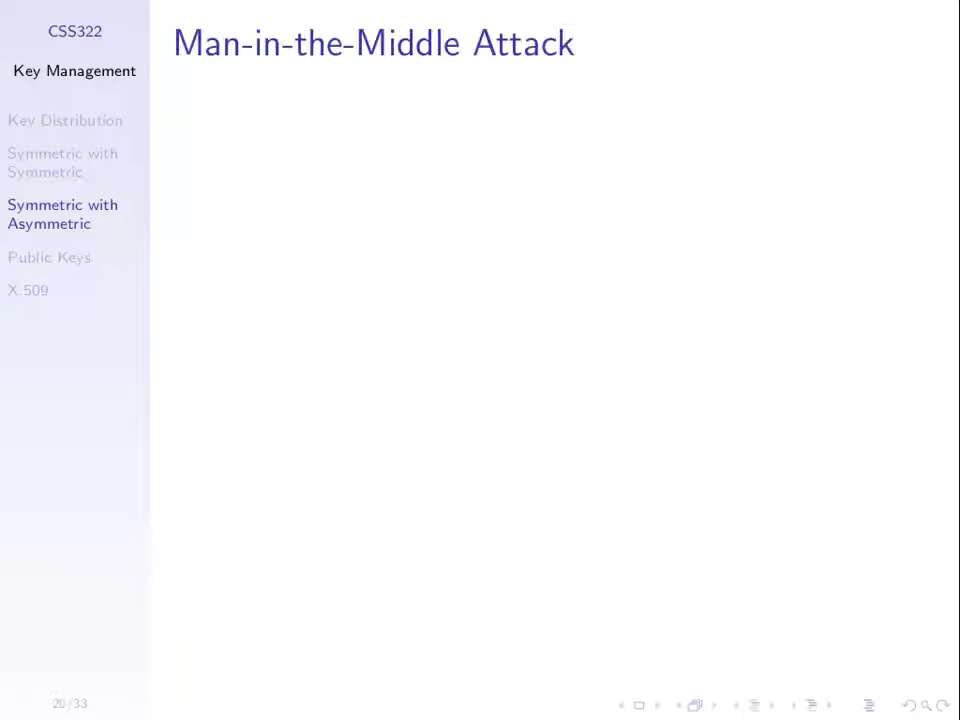 CSS322
Key Management
Key Distribution
Symmetric with
Symmetric
Symmetric with
Asymmetric
Public Keys
X.509
20/33
Man-in-the-Middle Attack